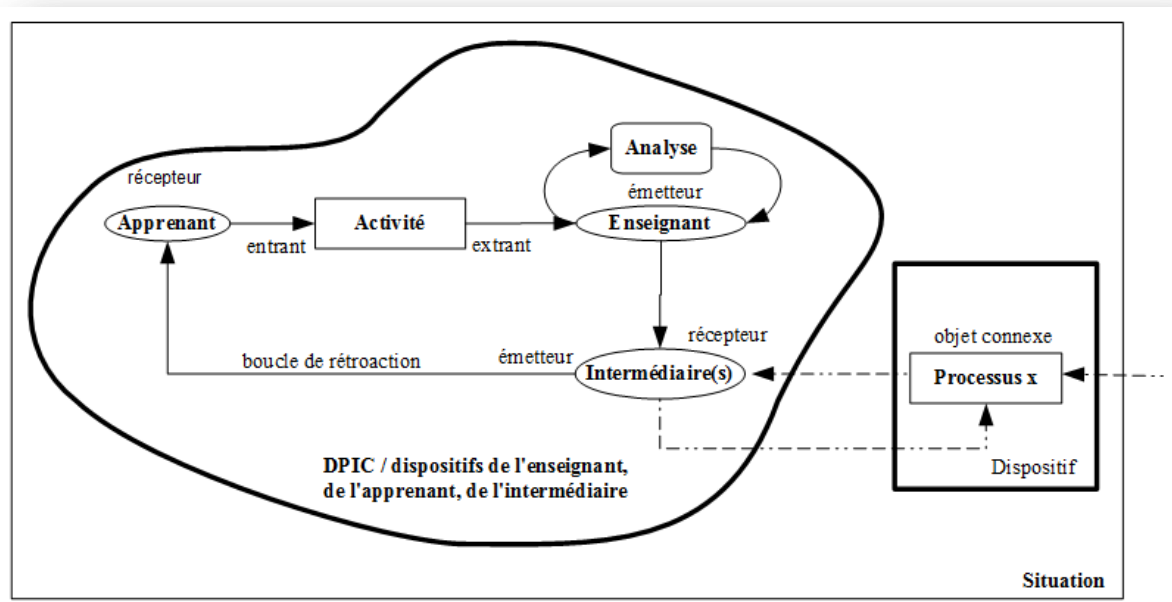 Analyse
récepteur
émetteur
Apprenant
Activité
Enseignant
entrant
extrant
récepteur
objet connexe
émetteur
boucle de rétroaction
Intermédiaire(s)
Processus x
DPIC / dispositifs de l'enseignant,
de l'apprenant, de l'intermédiaire
Dispositif
Situation